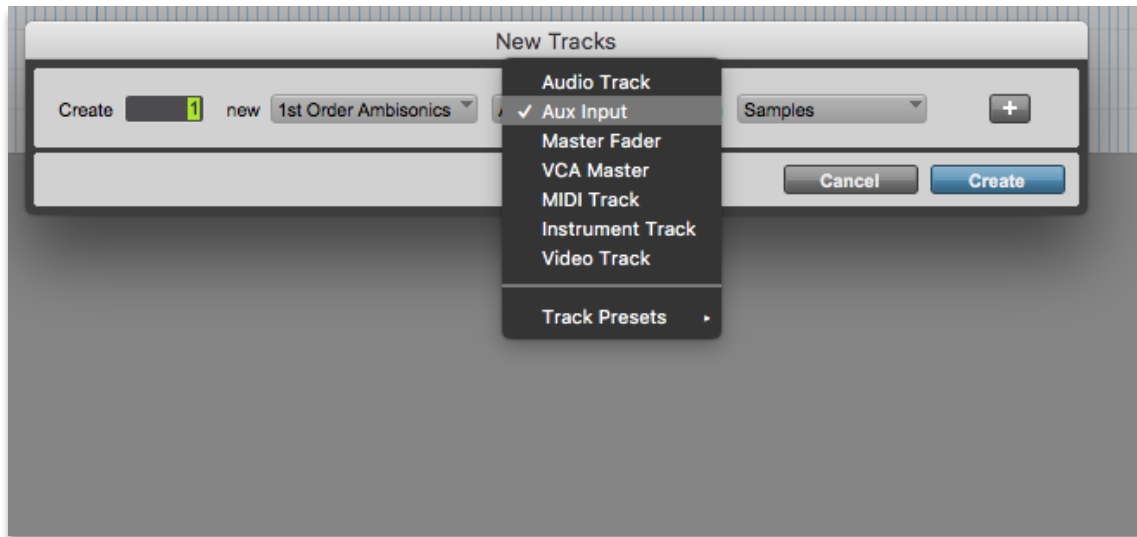 New Tracks
Create 1 new 1st Order Ambisonics Samples +
Audio Track
✓ Aux Input
Master Fader
VCA Master
MIDI Track
Instrument Track
Video Track
Track Presets
Cancel Create